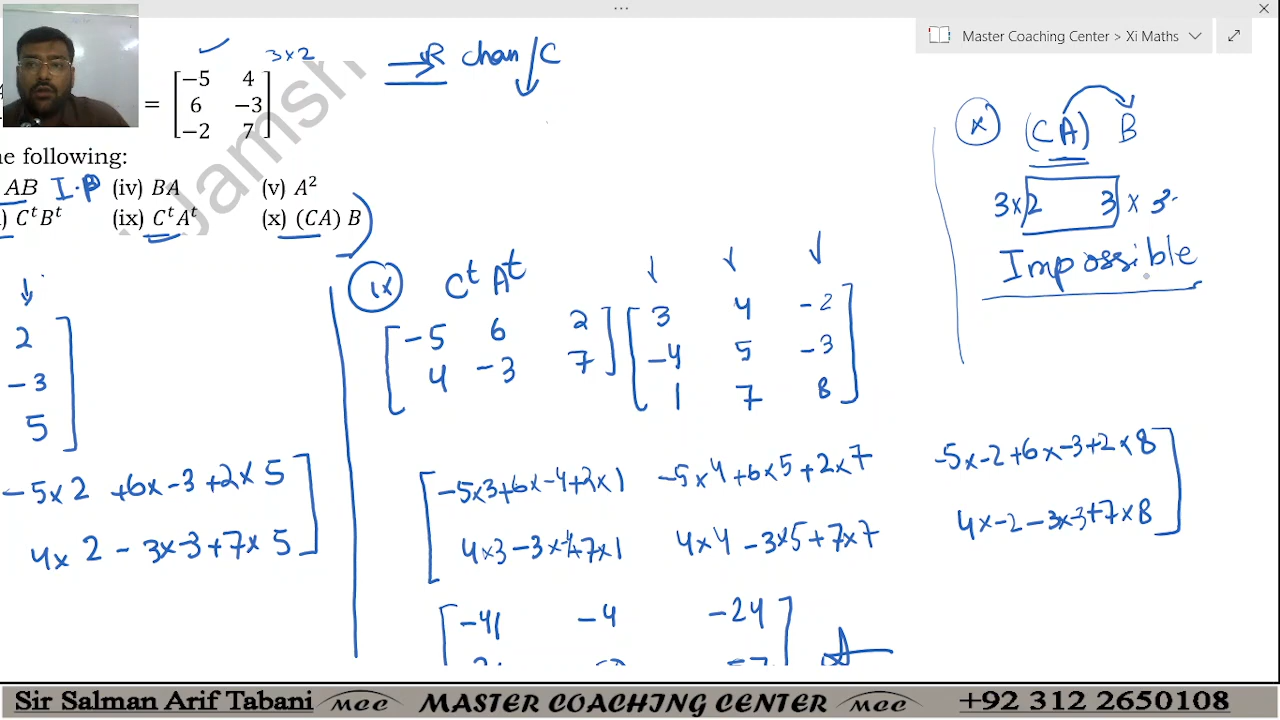 ...
Master Coaching Center > Xi Maths
3×2
R chan/C
= [−5 4
6 −3
−2 7]
he following:
AB I.P (iv) BA (v) A²
) CᵗBᵗ (ix) CᵗAᵗ (x) (CA) B
Jamsh
(x) (CA) B
3×2 3×3
Impossible
2
-3
5]
-5×2 +6×-3+2×5
4×2-3×-3+7×5]
(ix) Cᵗ Aᵗ
[-5 6 2
4 -3 7]
[3 4 -2
-4 5 -3
1 7 8]
[-5×3+6×-4+2×1 -5×4+6×5+2×7 -5×-2+6×-3+2×8
4×3-3×-4+7×1 4×4-3×5+7×7 4×-2-3×-3+7×8]
[-41 -4 -24
Sir Salman Arif Tabani mcc MASTER COACHING CENTER mcc +92 312 2650108